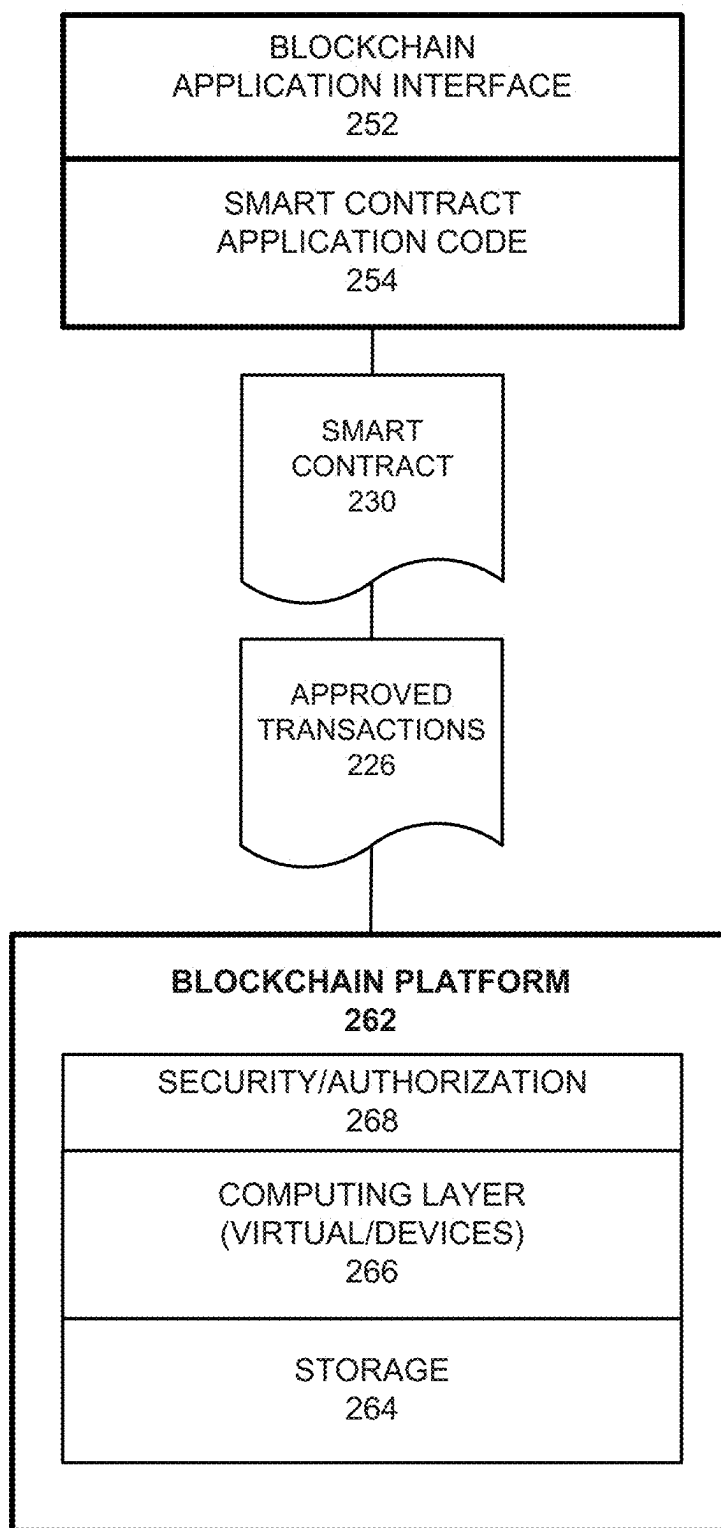 BLOCKCHAIN
APPLICATION INTERFACE
252
SMART CONTRACT
APPLICATION CODE
254
SMART
CONTRACT
230
APPROVED
TRANSACTIONS
226
BLOCKCHAIN PLATFORM
262
SECURITY/AUTHORIZATION
268
COMPUTING LAYER
(VIRTUAL/DEVICES)
266
STORAGE
264